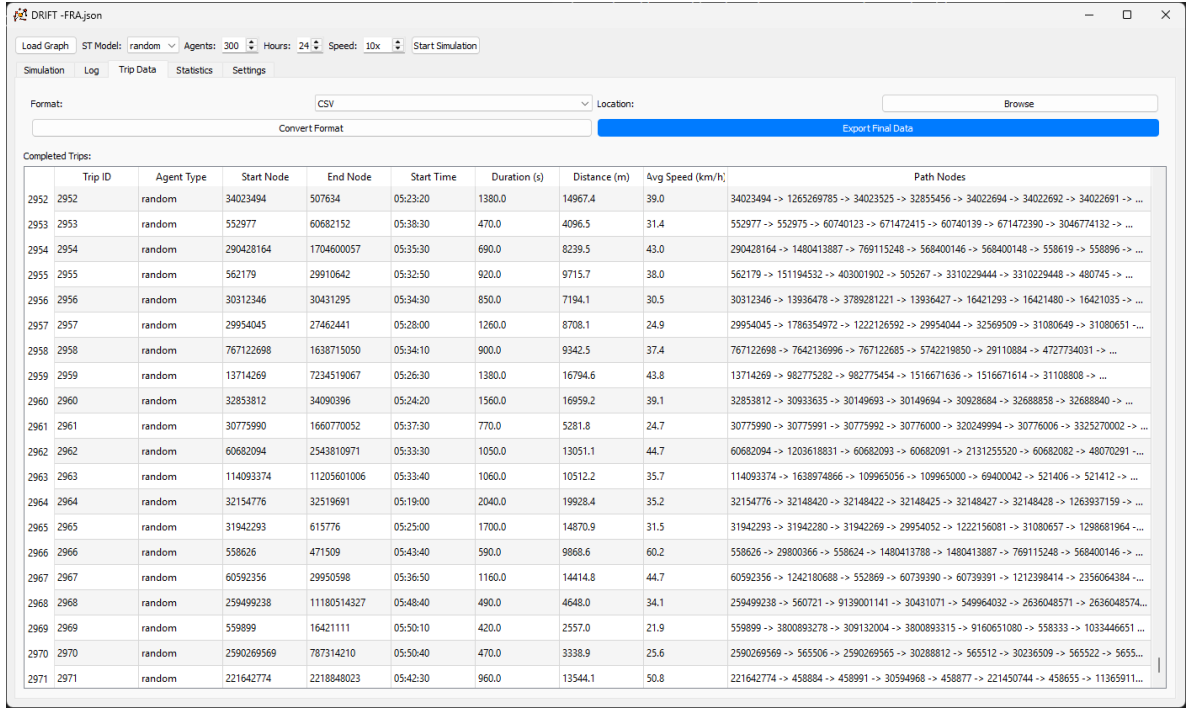 DRIFT -FRA.json
Load Graph ST Model: random Agents: 300 Hours: 24 Speed: 10x Start Simulation
Simulation Log Trip Data Statistics Settings
Format: CSV Location: Browse
Convert Format Export Final Data
Completed Trips:
Trip ID Agent Type Start Node End Node Start Time Duration (s) Distance (m) Avg Speed (km/h) Path Nodes
2952 2952 random 34023494 507634 05:23:20 1380.0 14967.4 39.0 34023494 -> 1265269785 -> 34023525 -> 32855456 -> 34022694 -> 34022692 -> 34022691 -> ...
2953 2953 random 552977 60682152 05:38:30 470.0 4096.5 31.4 552977 -> 552975 -> 60740123 -> 671472415 -> 60740139 -> 671472390 -> 3046774132 -> ...
2954 2954 random 290428164 1704600057 05:35:30 690.0 8239.5 43.0 290428164 -> 1480413887 -> 769115248 -> 568400146 -> 568400148 -> 558619 -> 558896 -> ...
2955 2955 random 562179 29910642 05:32:50 920.0 9715.7 38.0 562179 -> 151194532 -> 403001902 -> 505267 -> 3310229444 -> 3310229448 -> 480745 -> ...
2956 2956 random 30312346 30431295 05:34:30 850.0 7194.1 30.5 30312346 -> 13936478 -> 3789281221 -> 13936427 -> 16421293 -> 16421480 -> 16421035 -> ...
2957 2957 random 29954045 27462441 05:28:00 1260.0 8708.1 24.9 29954045 -> 1786354972 -> 1222126592 -> 29954044 -> 32569509 -> 31080649 -> 31080651 -...
2958 2958 random 767122698 1638715050 05:34:10 900.0 9342.5 37.4 767122698 -> 7642136996 -> 767122685 -> 5742219850 -> 29110884 -> 4727734031 -> ...
2959 2959 random 13714269 7234519067 05:26:30 1380.0 16794.6 43.8 13714269 -> 982775282 -> 982775454 -> 1516671636 -> 1516671614 -> 31108808 -> ...
2960 2960 random 32853812 34090396 05:24:20 1560.0 16959.2 39.1 32853812 -> 30933635 -> 30149693 -> 30149694 -> 30928684 -> 32688858 -> 32688840 -> ...
2961 2961 random 30775990 1660770052 05:37:30 770.0 5281.8 24.7 30775990 -> 30775991 -> 30775992 -> 30776000 -> 320249994 -> 30776006 -> 3325270002 -> ...
2962 2962 random 60682094 2543810971 05:33:30 1050.0 13051.1 44.7 60682094 -> 1203618831 -> 60682093 -> 60682091 -> 2131255520 -> 60682082 -> 48070291 -...
2963 2963 random 114093374 11205601006 05:33:40 1060.0 10512.2 35.7 114093374 -> 1638974866 -> 109965056 -> 109965000 -> 69400042 -> 521406 -> 521412 -> ...
2964 2964 random 32154776 32519691 05:19:00 2040.0 19928.4 35.2 32154776 -> 32148420 -> 32148422 -> 32148425 -> 32148427 -> 32148428 -> 1263937159 -> ...
2965 2965 random 31942293 615776 05:25:00 1700.0 14870.9 31.5 31942293 -> 31942280 -> 31942269 -> 29954052 -> 1222156081 -> 31080657 -> 1298681964 -...
2966 2966 random 558626 471509 05:43:40 590.0 9868.6 60.2 558626 -> 29800366 -> 558624 -> 1480413788 -> 1480413887 -> 769115248 -> 568400146 -> ...
2967 2967 random 60592356 29950598 05:36:50 1160.0 14414.8 44.7 60592356 -> 1242180688 -> 552869 -> 60739390 -> 60739391 -> 1212398414 -> 2356064384 -...
2968 2968 random 259499238 11180514327 05:48:40 490.0 4648.0 34.1 259499238 -> 560721 -> 9139001141 -> 30431071 -> 549964032 -> 2636048571 -> 2636048574...
2969 2969 random 559899 16421111 05:50:10 420.0 2557.0 21.9 559899 -> 3800893278 -> 309132004 -> 3800893315 -> 9160651080 -> 558333 -> 1033446651 ...
2970 2970 random 2590269569 787314210 05:50:40 470.0 3338.9 25.6 2590269569 -> 565506 -> 2590269565 -> 30288812 -> 565512 -> 30236509 -> 565522 -> 5655...
2971 2971 random 221642774 2218848023 05:42:30 960.0 13544.1 50.8 221642774 -> 458884 -> 458991 -> 30594968 -> 458877 -> 221450744 -> 458655 -> 11365911...